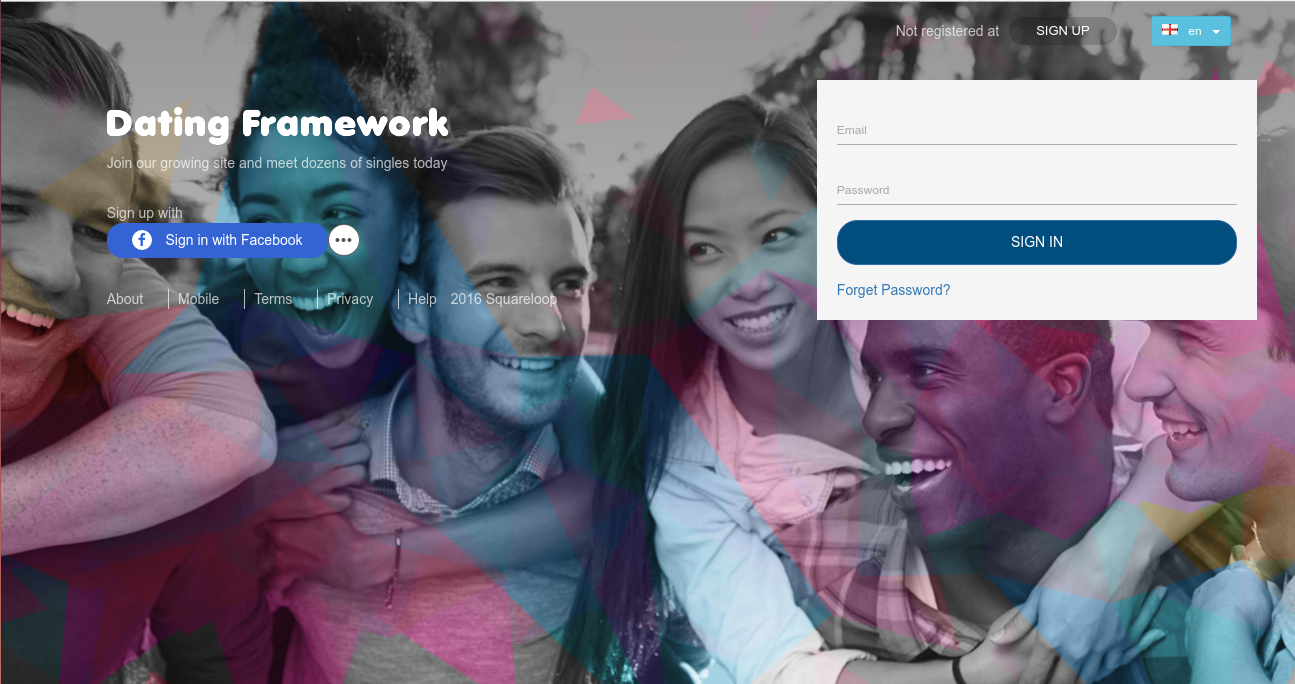 Not registered at SIGN UP en
Dating Framework
Join our growing site and meet dozens of singles today
Sign up with
Sign in with Facebook
About Mobile Terms Privacy Help 2016 Squareloop
Email
Password
SIGN IN
Forget Password?